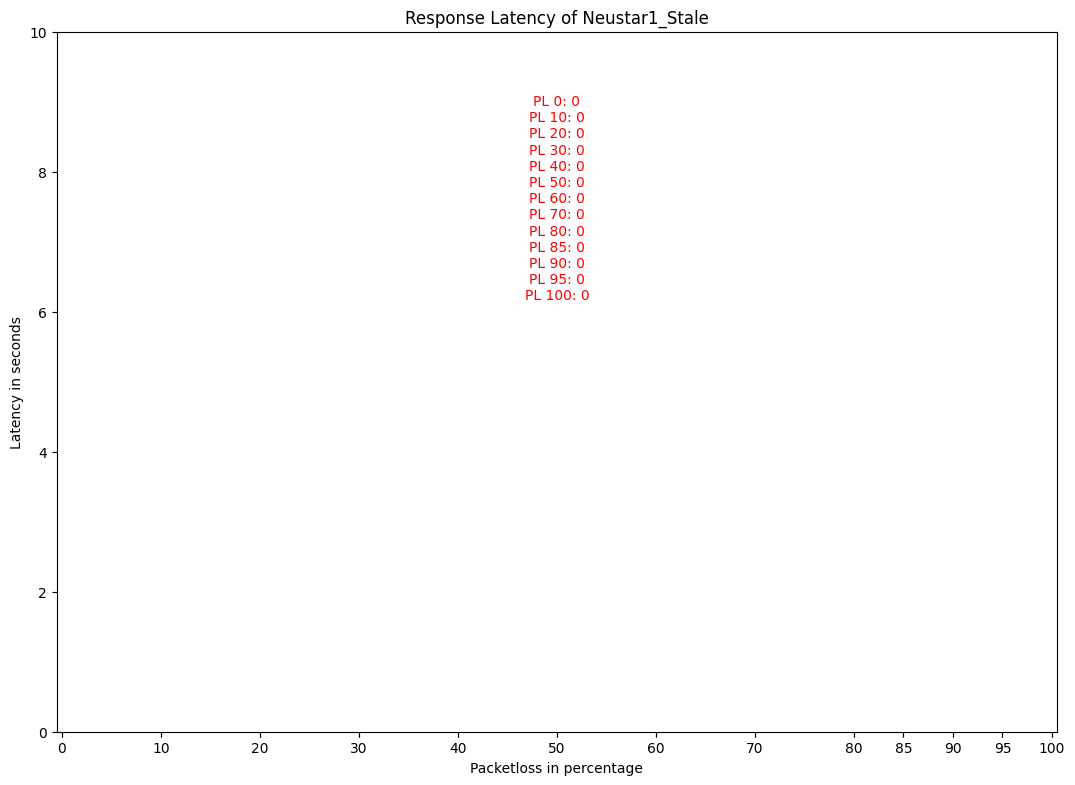 Response Latency of Neustar1_Stale
10
8
6
4
2
0
Latency in seconds
PL 0: 0
PL 10: 0
PL 20: 0
PL 30: 0
PL 40: 0
PL 50: 0
PL 60: 0
PL 70: 0
PL 80: 0
PL 85: 0
PL 90: 0
PL 95: 0
PL 100: 0
0 10 20 30 40 50 60 70 80 85 90 95 100
Packetloss in percentage